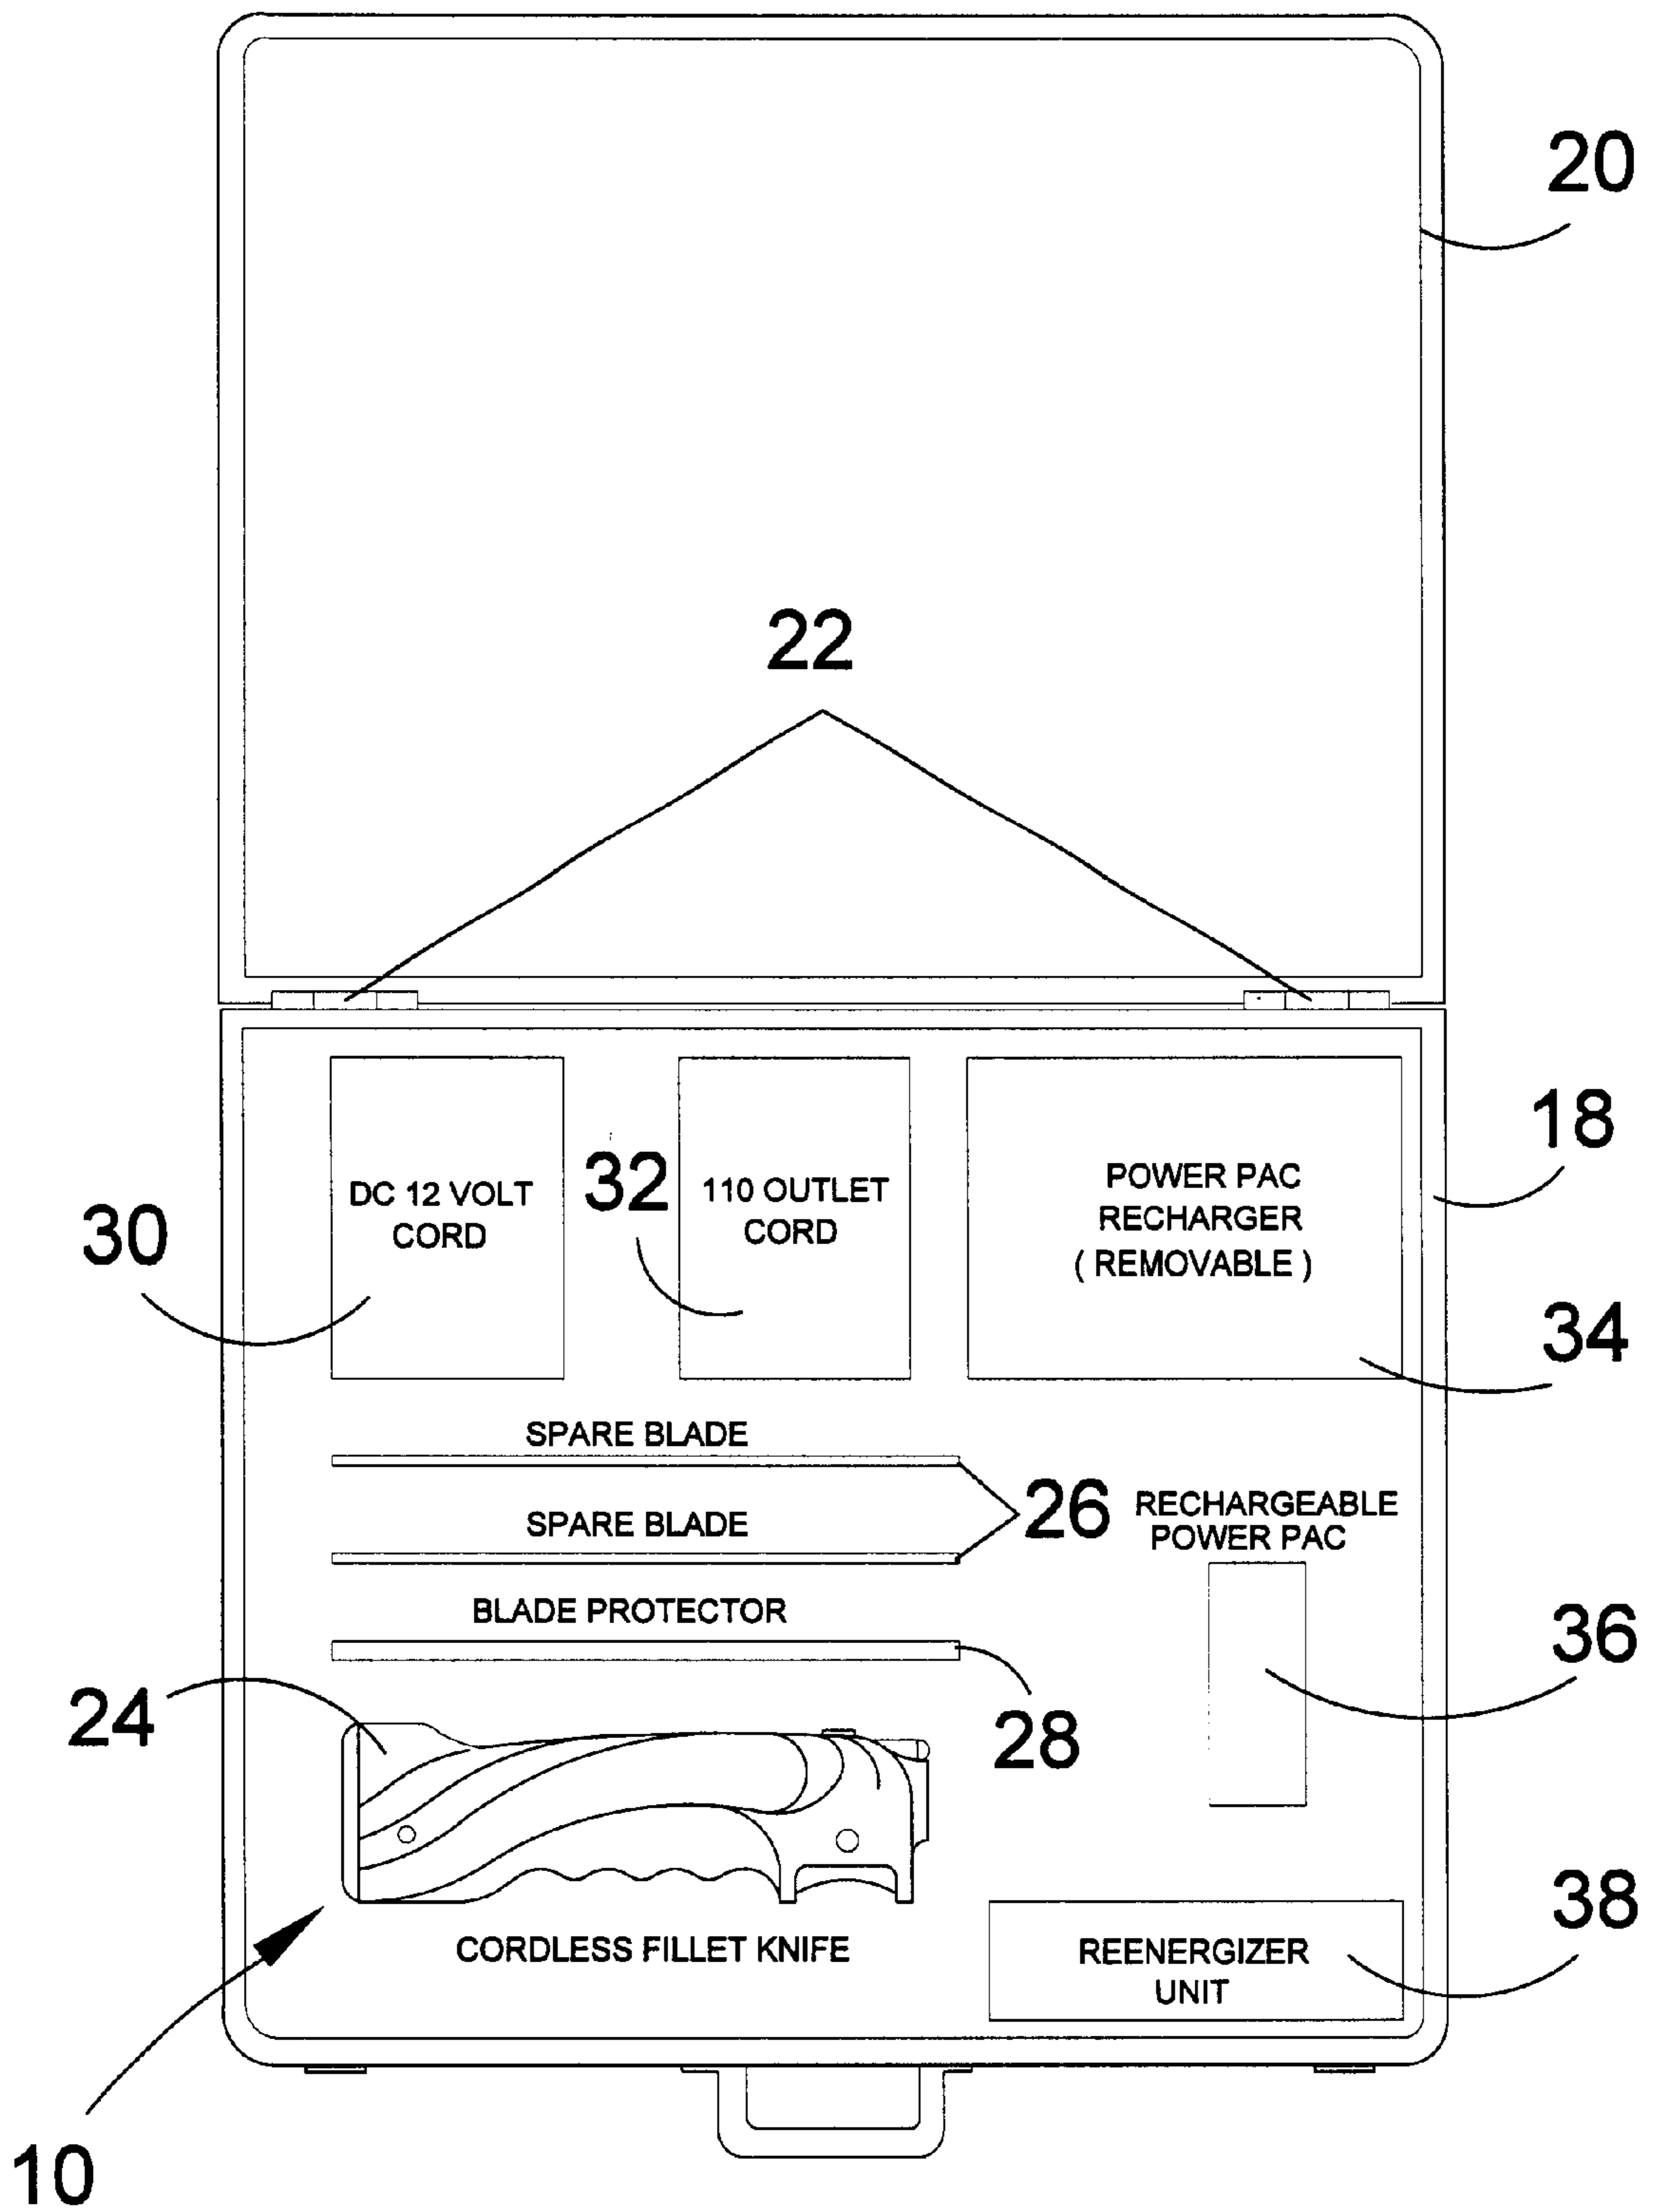 20
22
18
DC 12 VOLT
CORD
30
32
110 OUTLET
CORD
POWER PAC
RECHARGER
( REMOVABLE )
34
SPARE BLADE
SPARE BLADE
26
RECHARGEABLE
POWER PAC
BLADE PROTECTOR
36
24
28
CORDLESS FILLET KNIFE
REENERGIZER
UNIT
38
10